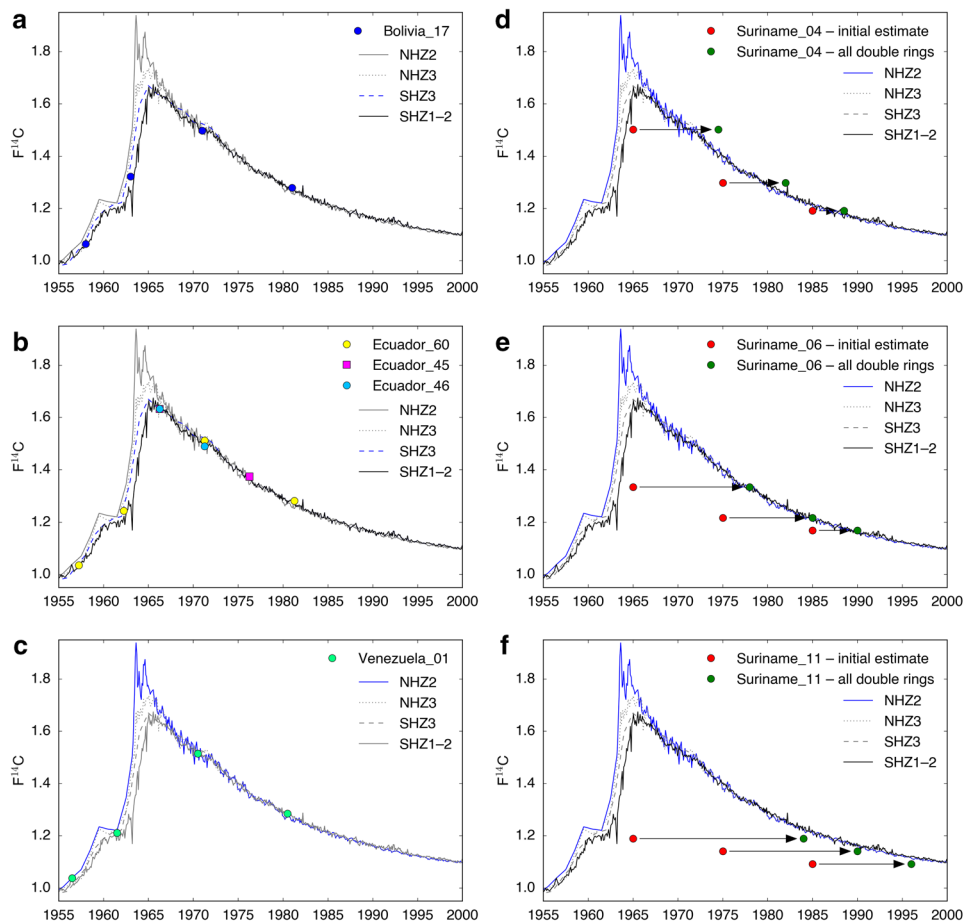 a
Bolivia_17
NHZ2
NHZ3
SHZ3
SHZ1–2
F¹⁴C
1.8
1.6
1.4
1.2
1.0
1955 1960 1965 1970 1975 1980 1985 1990 1995 2000
b
Ecuador_60
Ecuador_45
Ecuador_46
NHZ2
NHZ3
SHZ3
SHZ1–2
F¹⁴C
1.8
1.6
1.4
1.2
1.0
1955 1960 1965 1970 1975 1980 1985 1990 1995 2000
c
Venezuela_01
NHZ2
NHZ3
SHZ3
SHZ1–2
F¹⁴C
1.8
1.6
1.4
1.2
1.0
1955 1960 1965 1970 1975 1980 1985 1990 1995 2000
d
Suriname_04 – initial estimate
Suriname_04 – all double rings
NHZ2
NHZ3
SHZ3
SHZ1–2
F¹⁴C
1.8
1.6
1.4
1.2
1.0
1955 1960 1965 1970 1975 1980 1985 1990 1995 2000
e
Suriname_06 – initial estimate
Suriname_06 – all double rings
NHZ2
NHZ3
SHZ3
SHZ1–2
F¹⁴C
1.8
1.6
1.4
1.2
1.0
1955 1960 1965 1970 1975 1980 1985 1990 1995 2000
f
Suriname_11 – initial estimate
Suriname_11 – all double rings
NHZ2
NHZ3
SHZ3
SHZ1–2
F¹⁴C
1.8
1.6
1.4
1.2
1.0
1955 1960 1965 1970 1975 1980 1985 1990 1995 2000